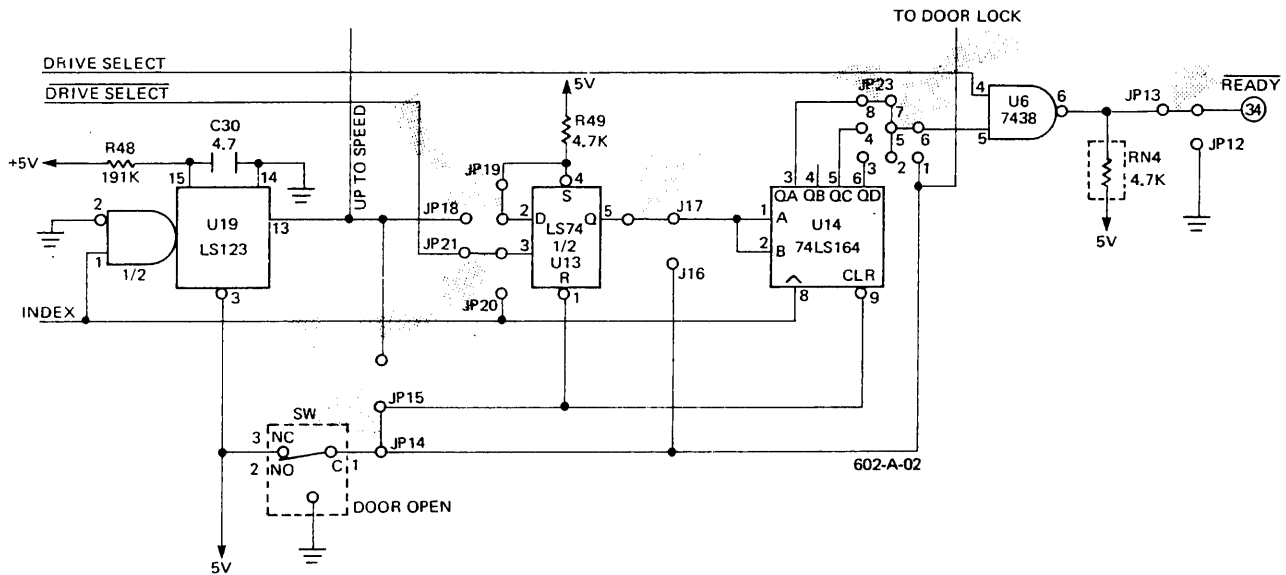 TO DOOR LOCK
DRIVE SELECT
DRIVE SELECT
5V
JP23
4
U6
7438
6
JP13
READY
34
5
8
7
4
5
6
3
2
1
JP12
RN4
4.7K
5V
C30
4.7
R48
191K
+5V
15
14
UP TO SPEED
R49
4.7K
JP19
4
S
2
U19
LS123
13
1
1/2
3
JP18
2
D
LS74
1/2
U13
Q
5
J17
JP21
3
R
1
JP20
J16
3
4
5
6
QA
QB
QC
QD
1
A
U14
2
B
74LS164
CLR
8
9
INDEX
SW
JP15
3
NC
2
NO
C
1
JP14
602-A-02
DOOR OPEN
5V